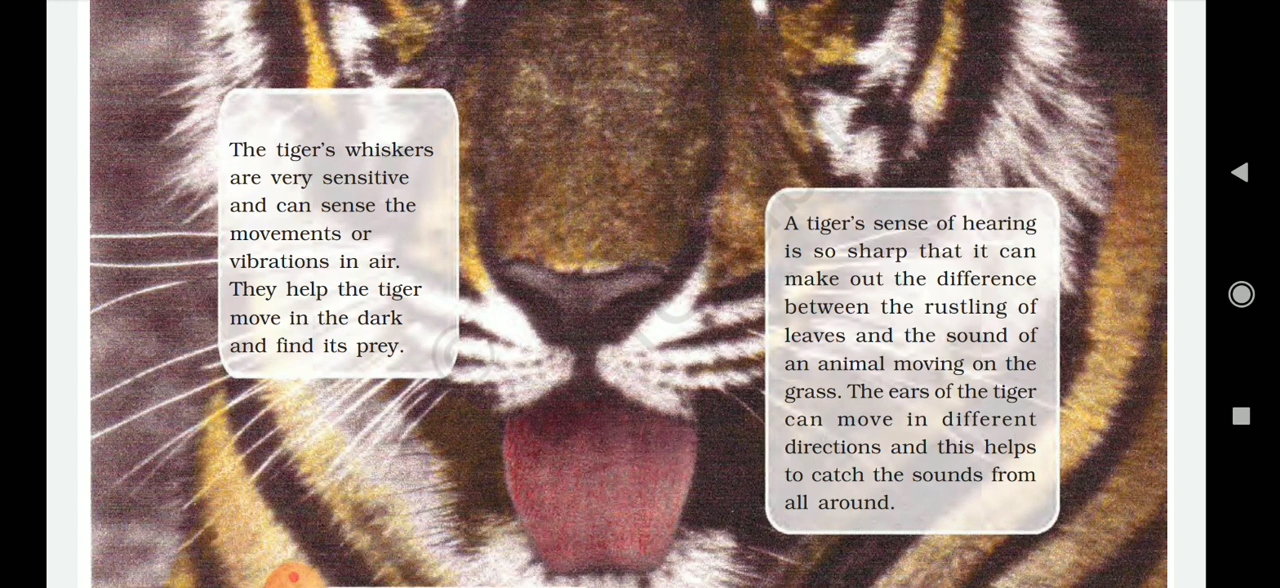 The tiger's whiskers
are very sensitive
and can sense the
movements or
vibrations in air.
They help the tiger
move in the dark
and find its prey.
A tiger's sense of hearing
is so sharp that it can
make out the difference
between the rustling of
leaves and the sound of
an animal moving on the
grass. The ears of the tiger
can move in different
directions and this helps
to catch the sounds from
all around.